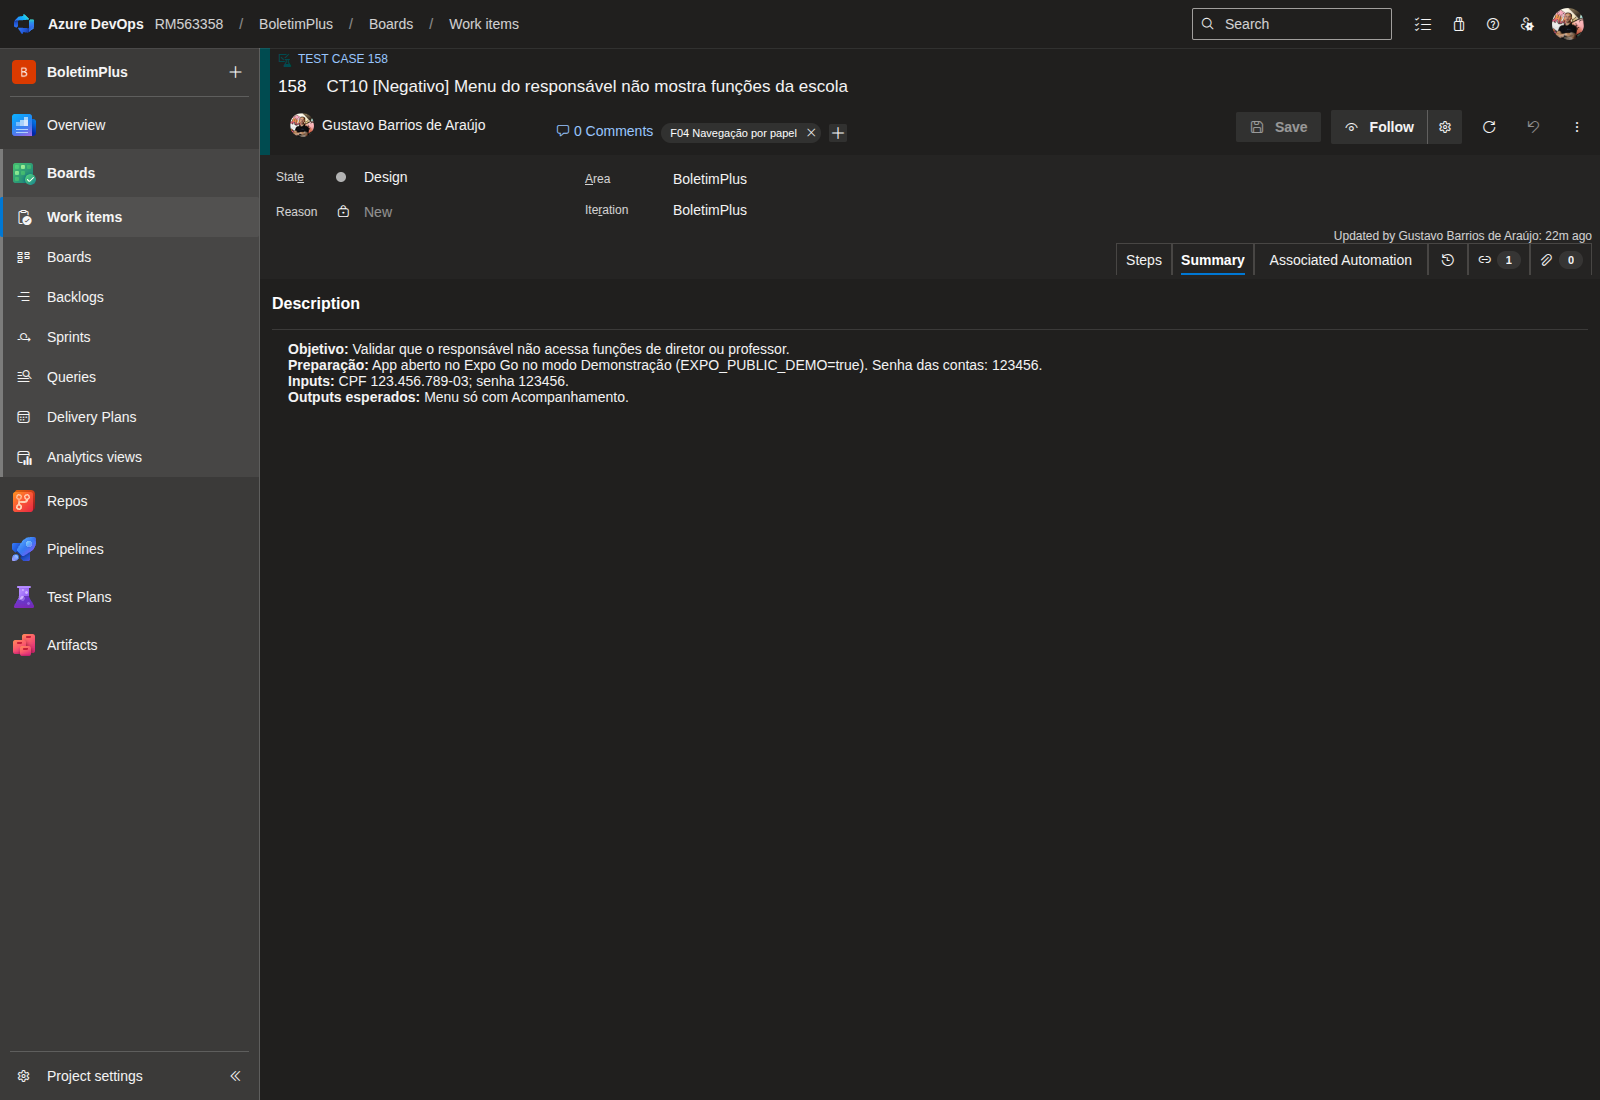 Azure DevOps RM563358 / BoletimPlus / Boards / Work items
Search
B BoletimPlus
Overview
Boards
Work items
Boards
Backlogs
Sprints
Queries
Delivery Plans
Analytics views
Repos
Pipelines
Test Plans
Artifacts
Project settings
TEST CASE 158
158 CT10 [Negativo] Menu do responsável não mostra funções da escola
Gustavo Barrios de Araújo
0 Comments
F04 Navegação por papel
Save
Follow
State Design
Area BoletimPlus
Reason New
Iteration BoletimPlus
Updated by Gustavo Barrios de Araújo: 22m ago
Steps Summary Associated Automation 1 0
Description
Objetivo: Validar que o responsável não acessa funções de diretor ou professor.
Preparação: App aberto no Expo Go no modo Demonstração (EXPO_PUBLIC_DEMO=true). Senha das contas: 123456.
Inputs: CPF 123.456.789-03; senha 123456.
Outputs esperados: Menu só com Acompanhamento.